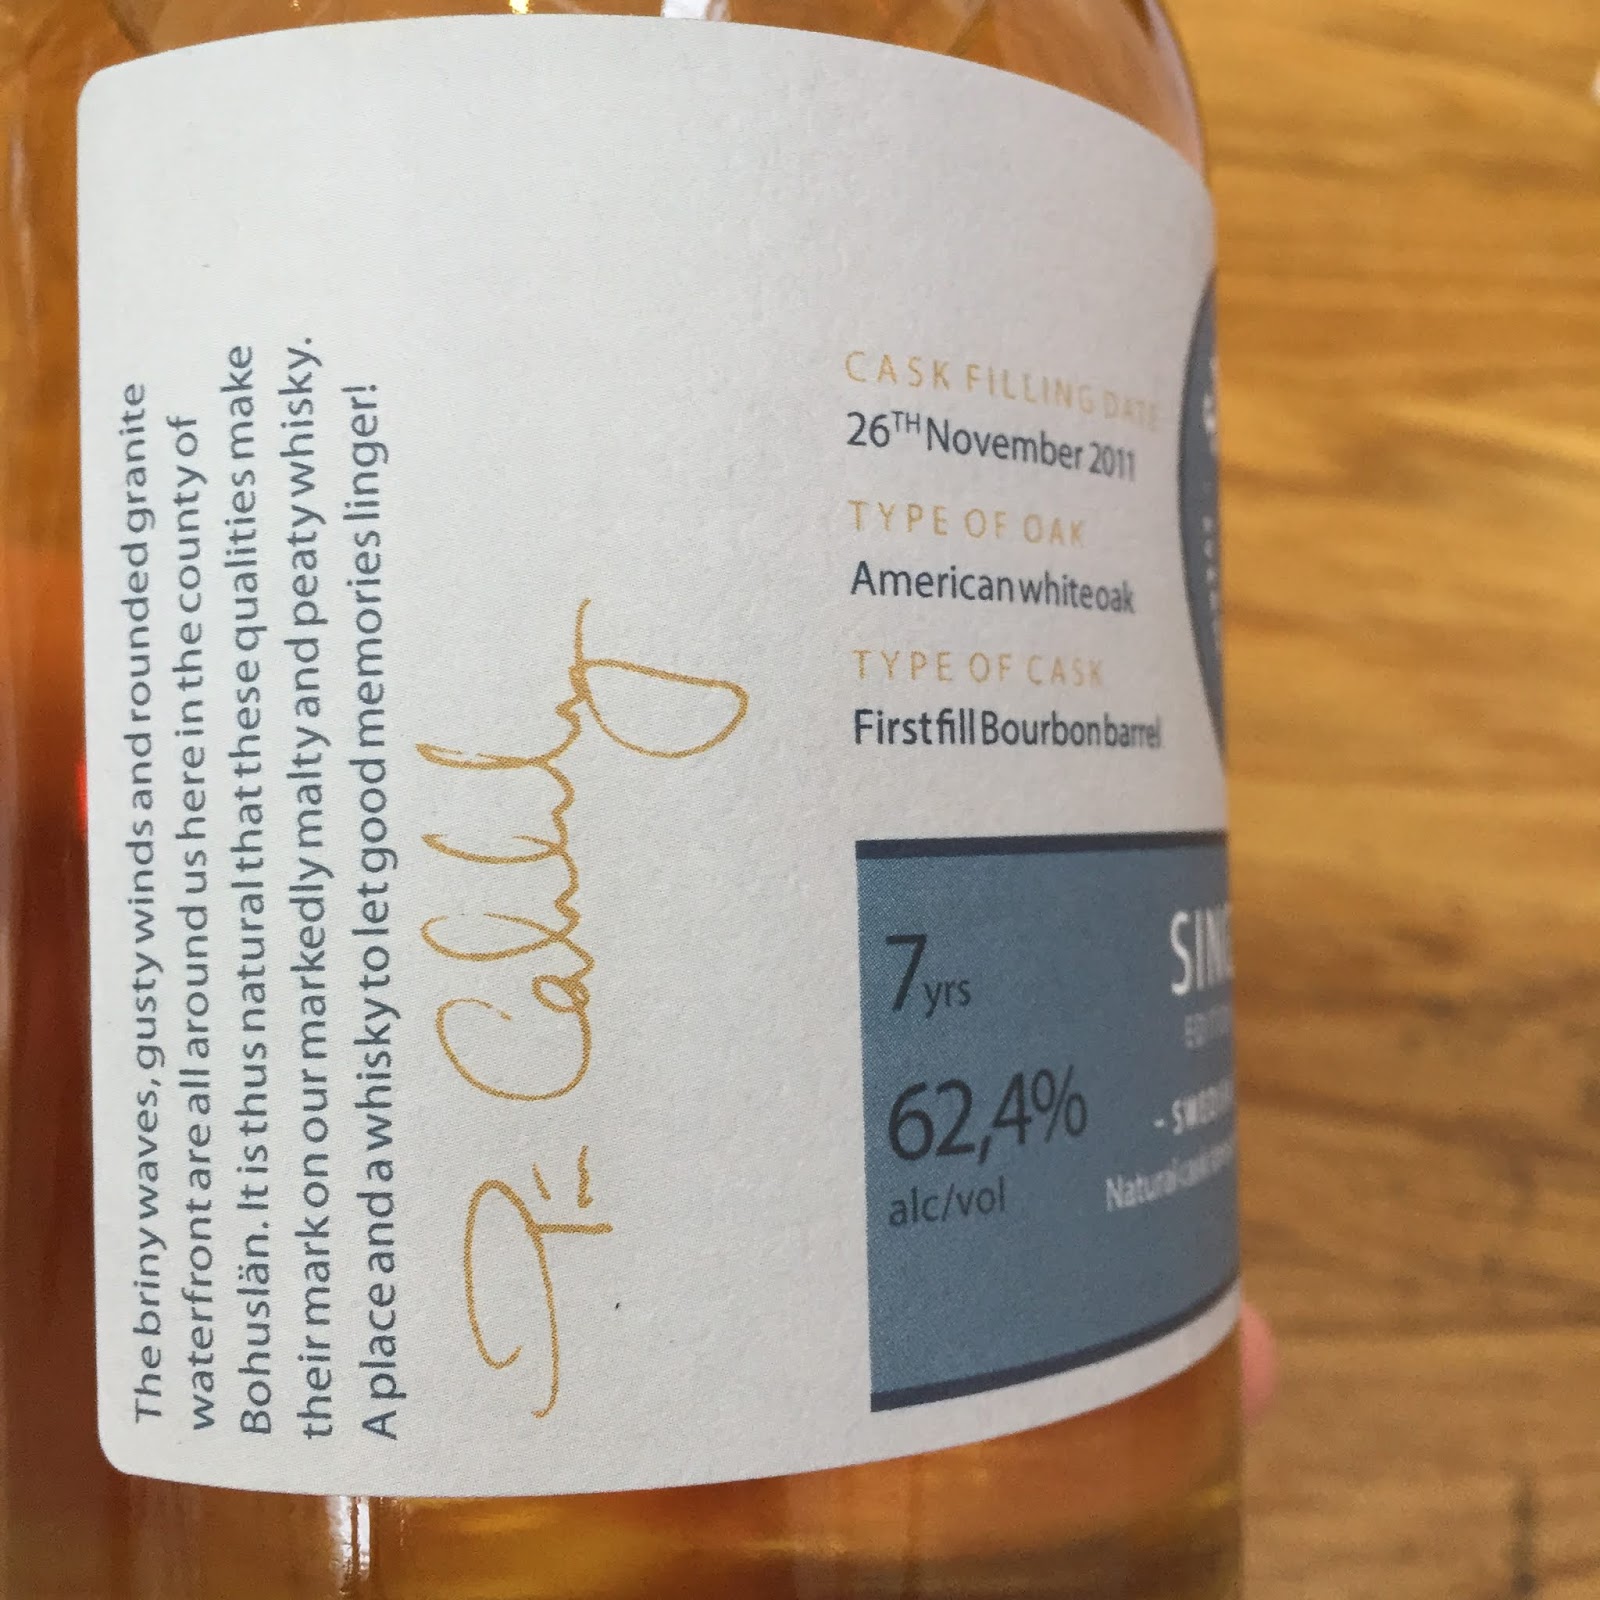 The briny waves, gusty winds and rounded granite
waterfront are all around us here in the county of
Bohuslän. It is thus natural that these qualities make
their mark on our markedly malty and peaty whisky.
A place and a whisky to let good memories linger!
CASK FILLING DATE
26TH November 2011
TYPE OF OAK
American white oak
TYPE OF CASK
First fill Bourbon barrel
7 yrs
62,4%
alc/vol
Natural